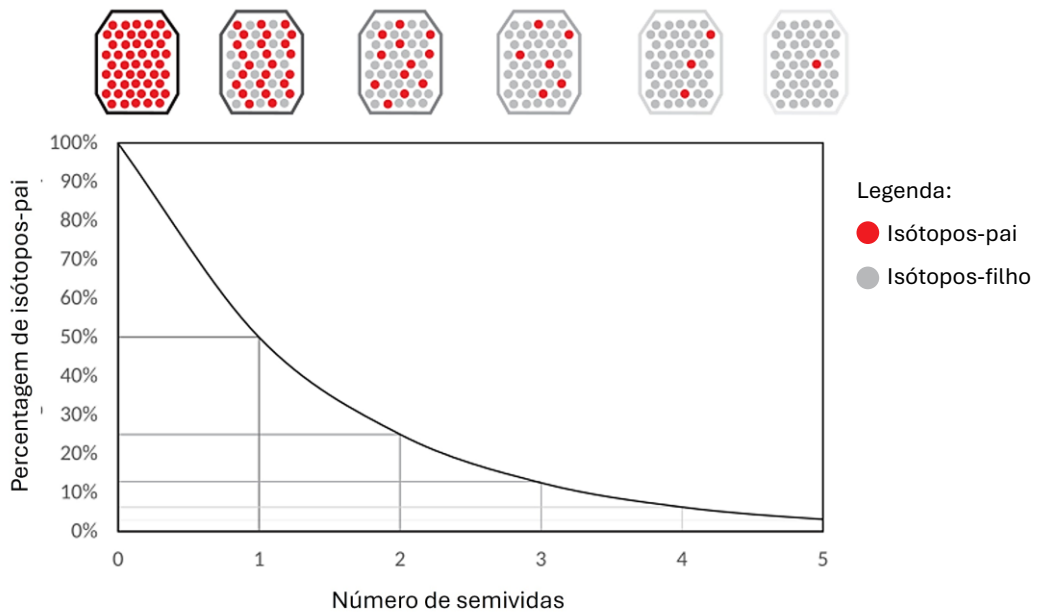 100%
90%
80%
70%
60%
50%
40%
30%
20%
10%
0%
Percentagem de isótopos-pai
0 1 2 3 4 5
Número de semividas
Legenda:
Isótopos-pai
Isótopos-filho